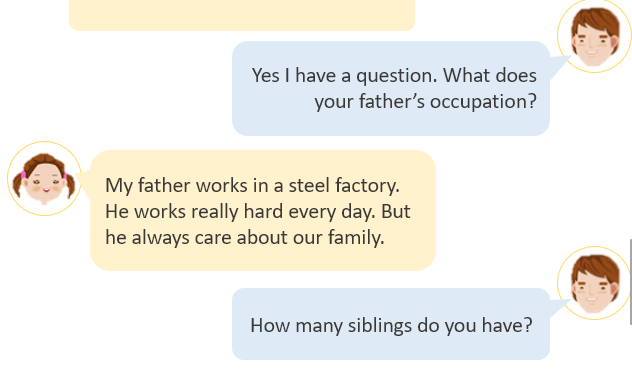 Yes I have a question. What does
your father’s occupation?
My father works in a steel factory.
He works really hard every day. But
he always care about our family.
How many siblings do you have?